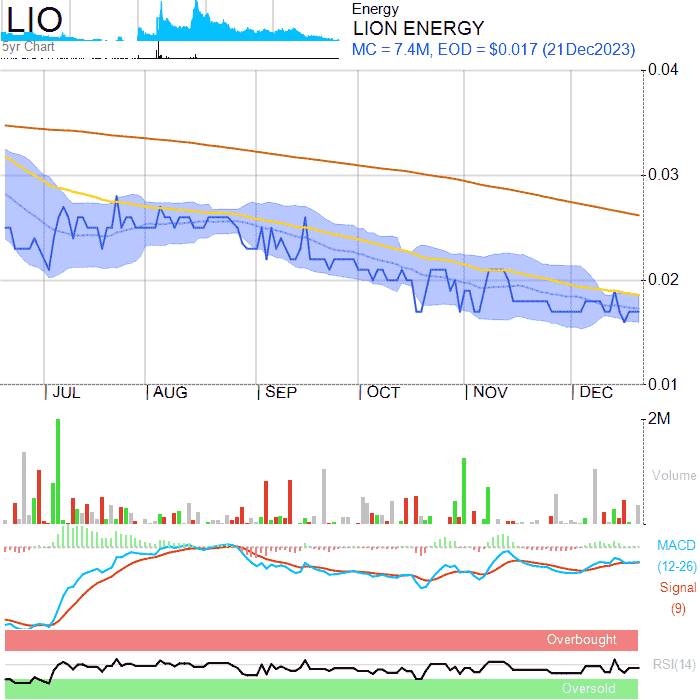 LIO
5yr Chart
Energy
LION ENERGY
MC = 7.4M, EOD = $0.017 (21Dec2023)
0.04
0.03
0.02
0.01
JUL AUG SEP OCT NOV DEC
2M
Volume
MACD
(12-26)
Signal
(9)
Overbought
RSI(14)
Oversold